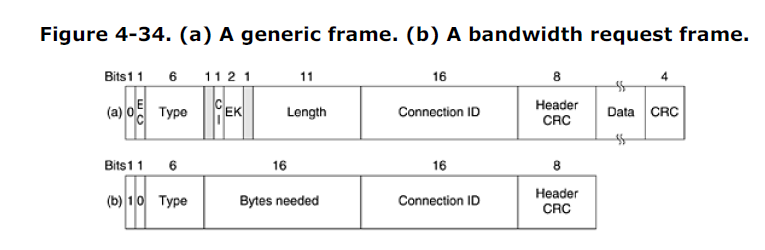 Figure 4-34. (a) A generic frame. (b) A bandwidth request frame.
Bits 1 1 6 1 1 2 1 11 16 8 4
(a) 0 EC Type CI EK Length Connection ID Header CRC Data CRC
Bits 1 1 6 16 16 8
(b) 1 0 Type Bytes needed Connection ID Header CRC